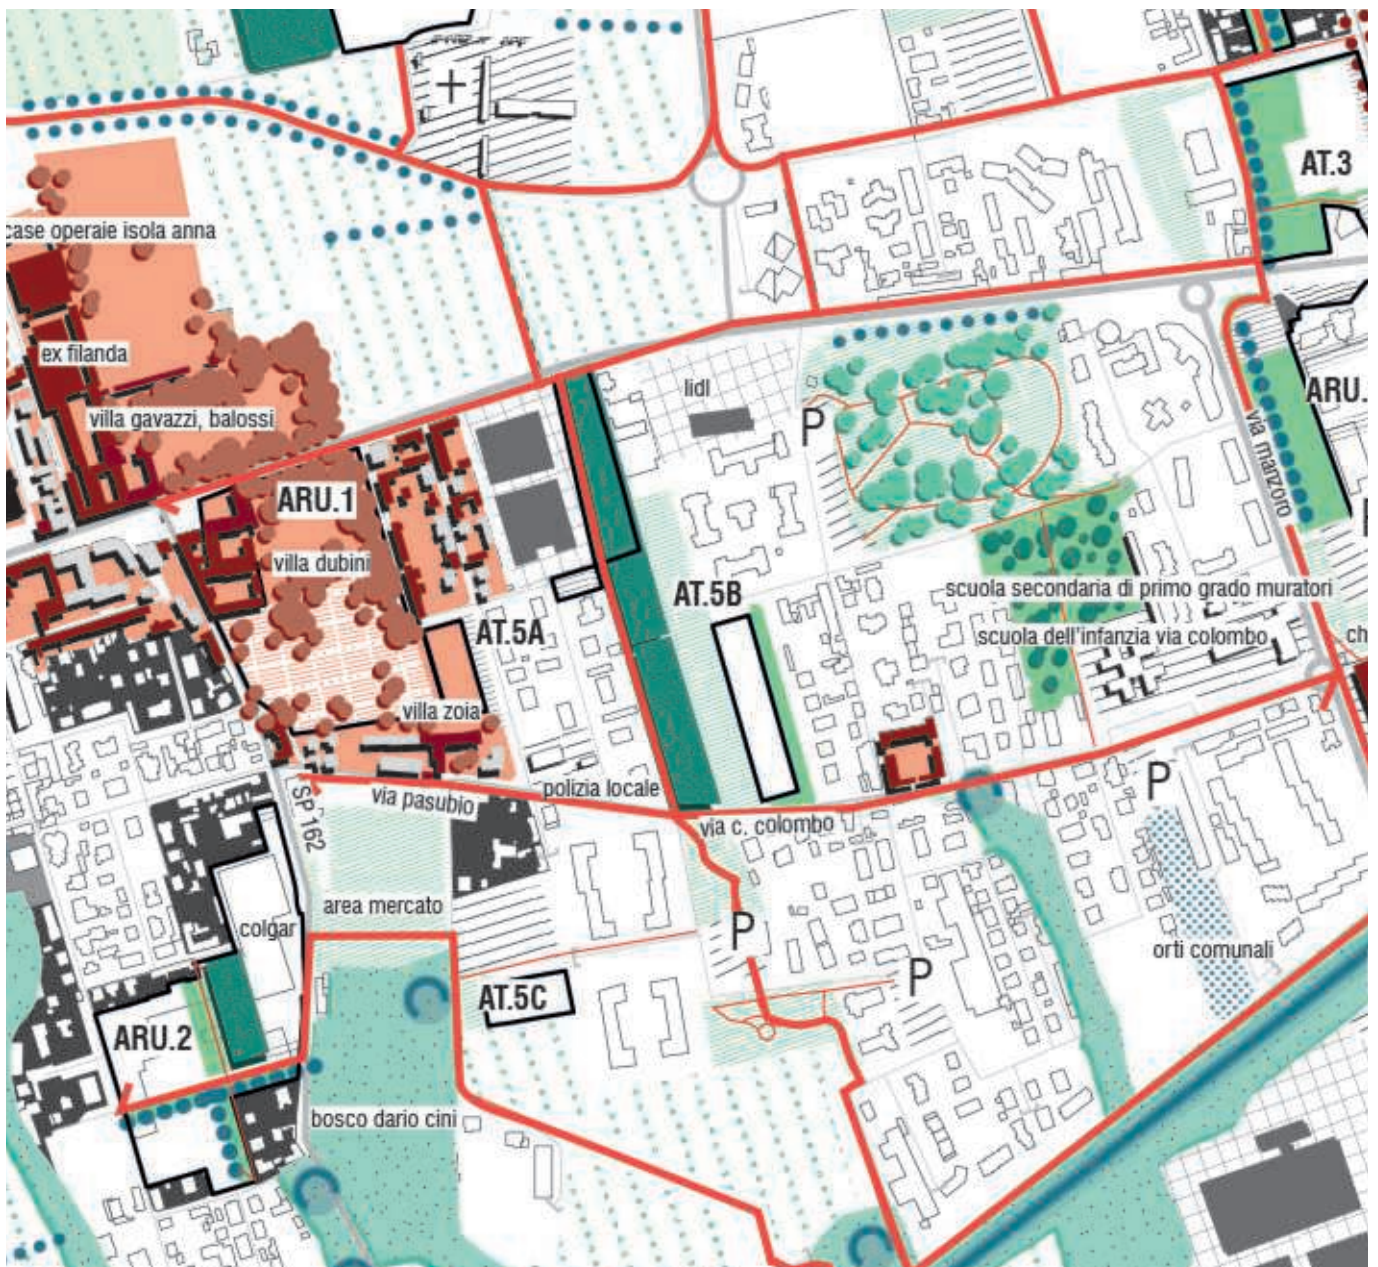 AT.3
case operaie isola anna
ex filanda
lidl
ARU.
villa gavazzi, balossi
P
via manzoro
ARU.1
villa dubini
AT.5B
scuola secondaria di primo grado muratori
AT.5A
scuola dell'infanzia via colombo
ch
villa zoia
polizia locale
P
via pasubio
SP 162
via c. colombo
area mercato
colgar
P
orti comunali
P
AT.5C
ARU.2
bosco dario cini